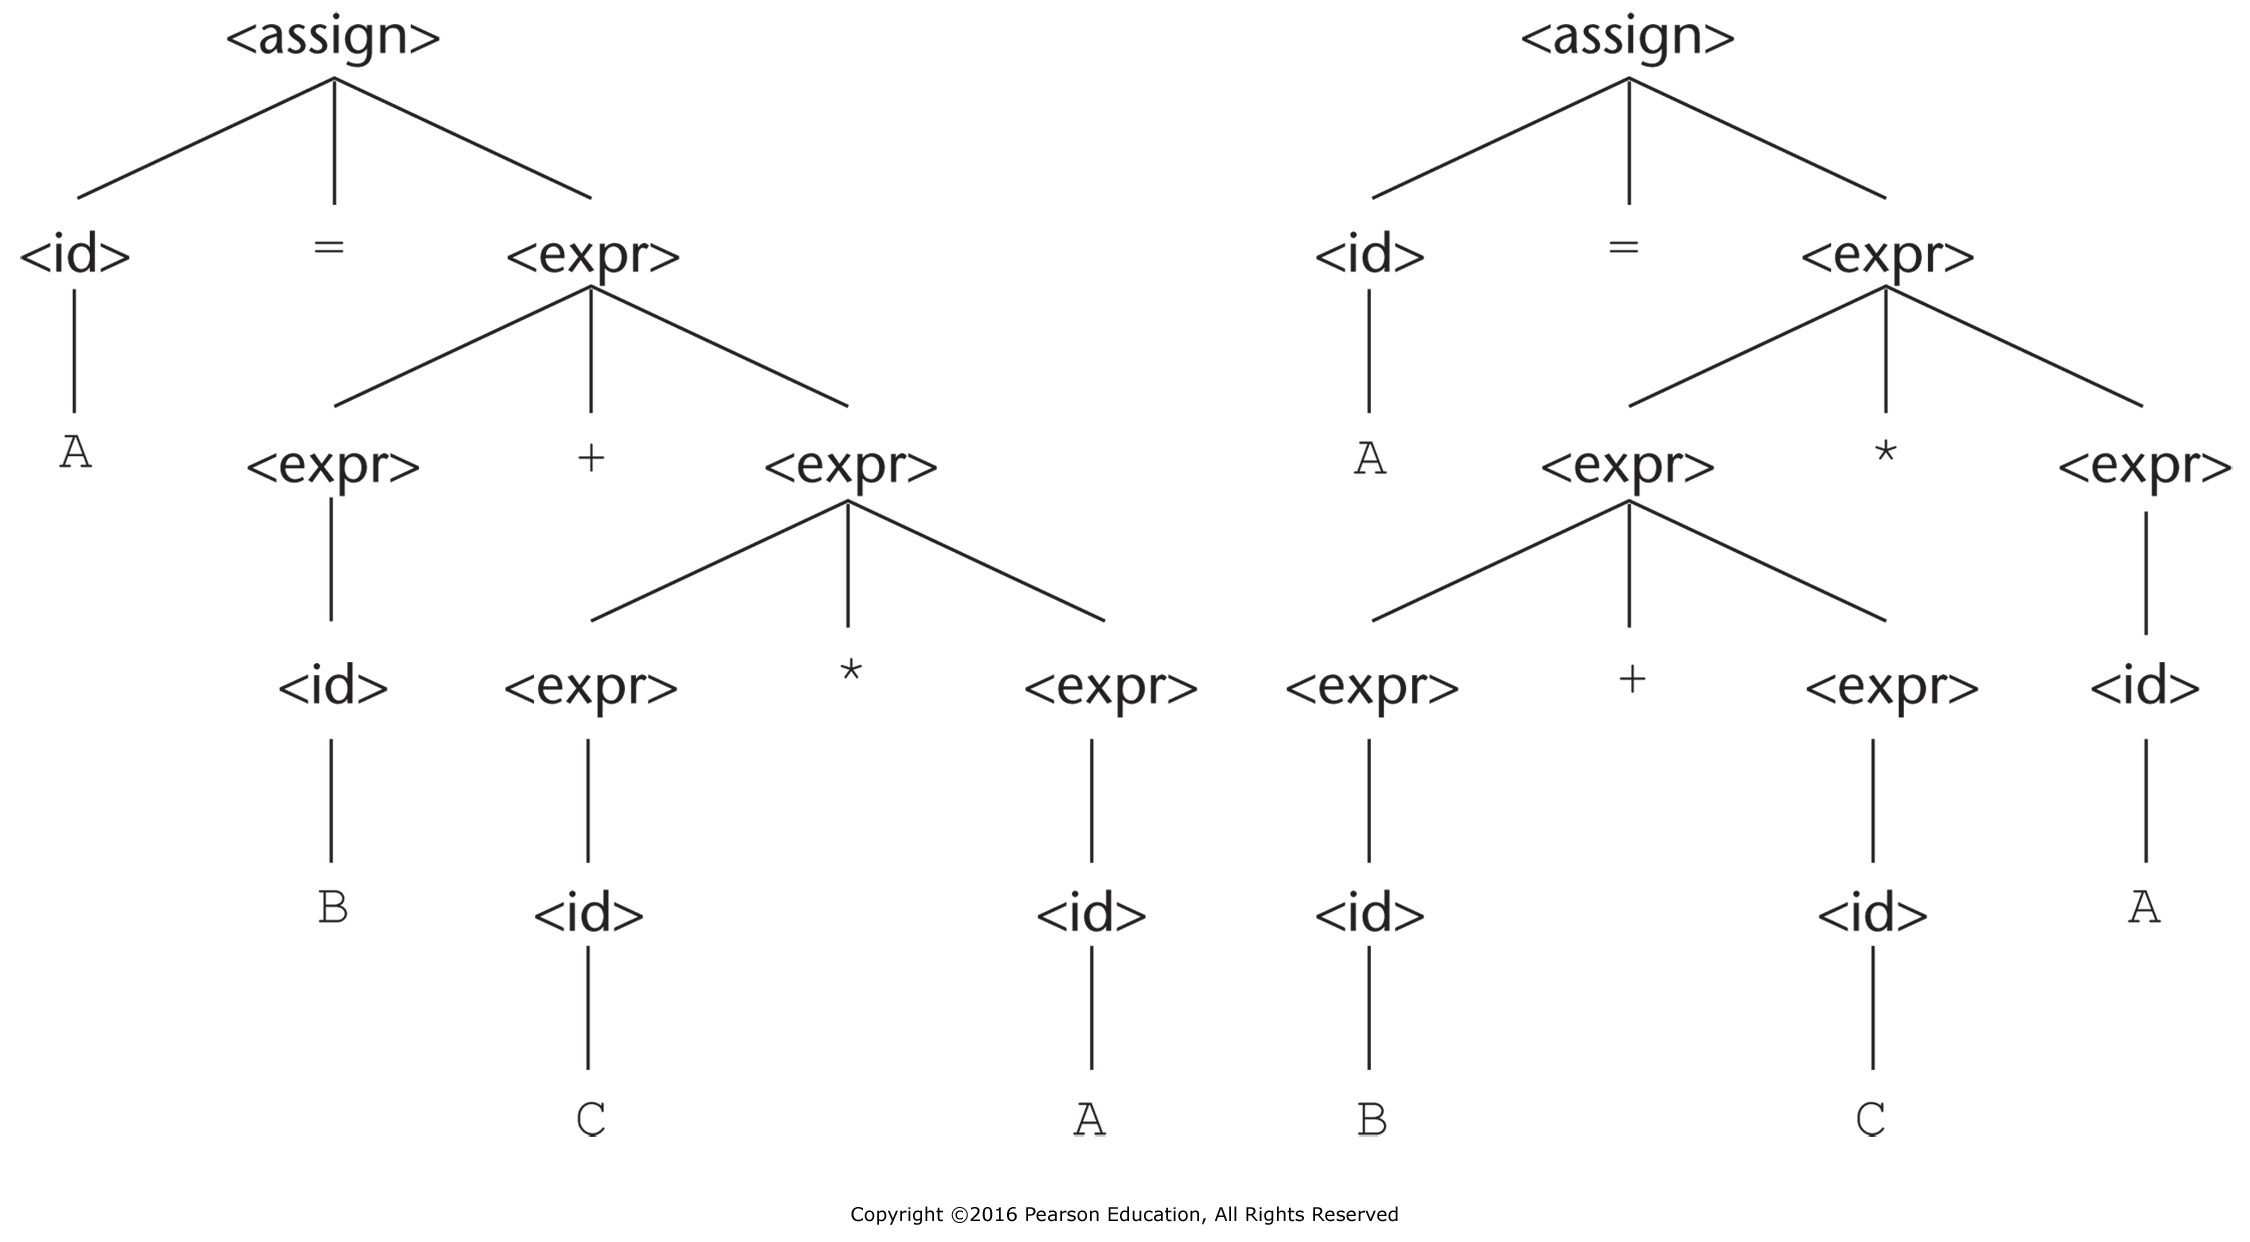 <assign> <assign>
<id> = <expr> <id> = <expr>
A <expr> + <expr> A <expr> * <expr>
<id> <expr> * <expr> <expr> + <expr> <id>
B <id> <id> <id> <id> A
C A B C
Copyright ©2016 Pearson Education, All Rights Reserved